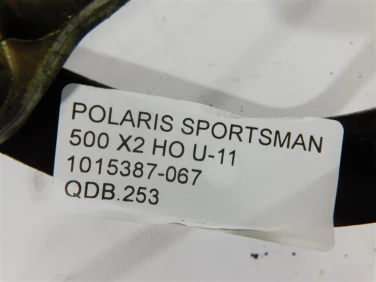 POLARIS SPORTSMAN
500 X2 HO U-11
1015387-067
QDB.253